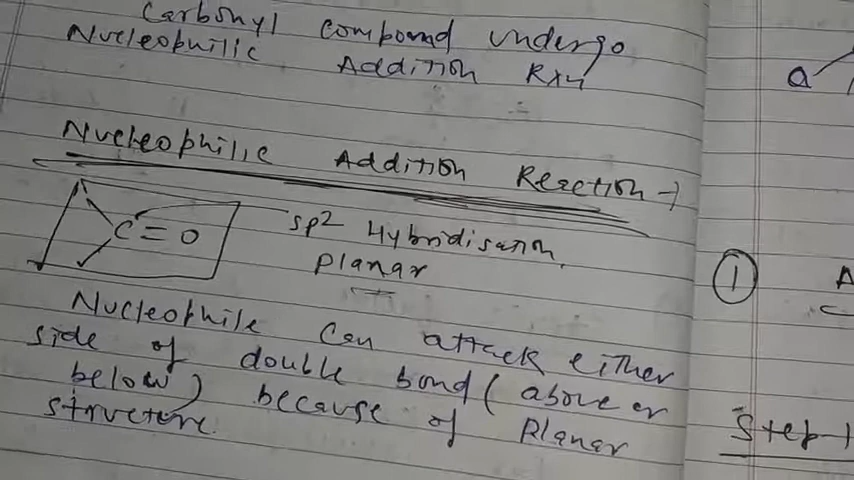 Carbonyl compound undergo
Nucleophilic Addition Rxn
Nucleophilic Addition Reaction →
C = O sp2 Hybridisation,
planar
Nucleophile can attack either
side of double bond (above or
below) because of planar
structure.
a
①
A
C
Step-1